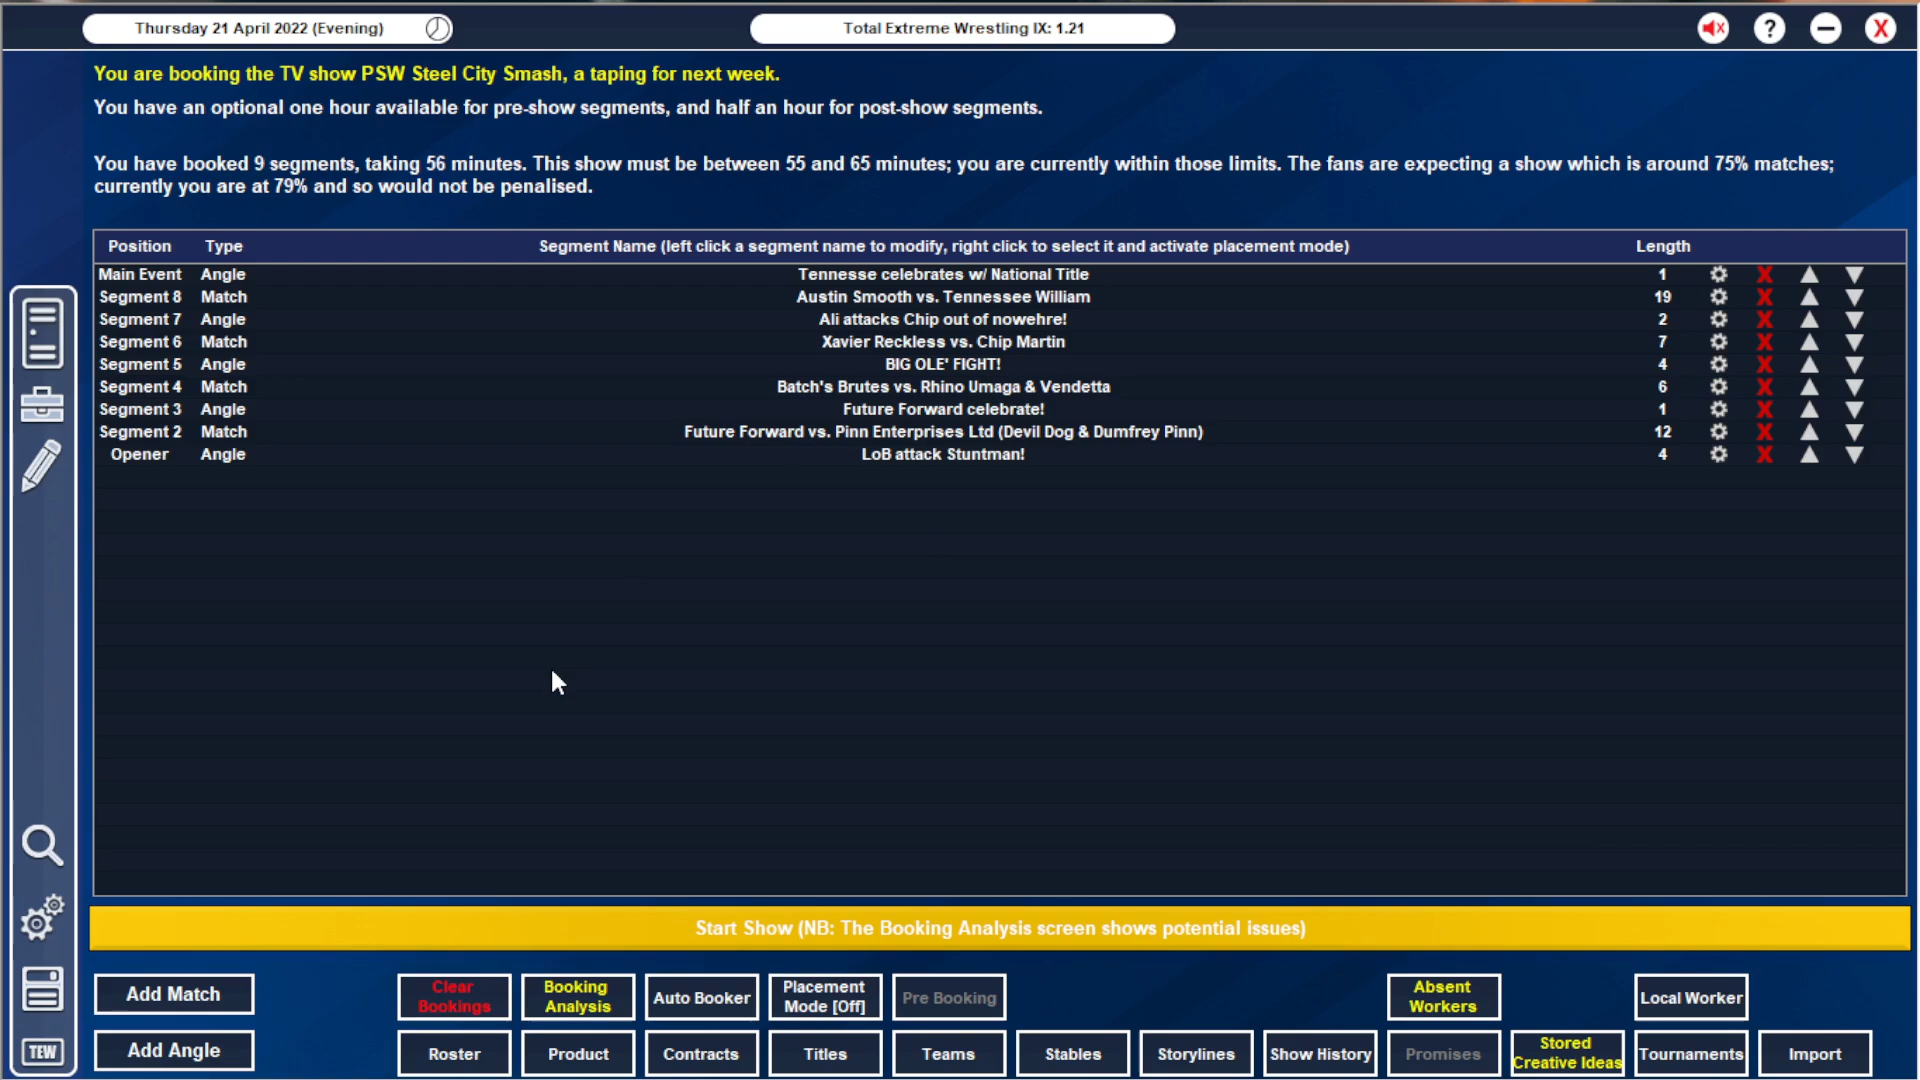 Thursday 21 April 2022 (Evening)
Total Extreme Wrestling IX: 1.21
?
X
You are booking the TV show PSW Steel City Smash, a taping for next week.
You have an optional one hour available for pre-show segments, and half an hour for post-show segments.
You have booked 9 segments, taking 56 minutes. This show must be between 55 and 65 minutes; you are currently within those limits. The fans are expecting a show which is around 75% matches;
currently you are at 79% and so would not be penalised.
Position Type Segment Name (left click a segment name to modify, right click to select it and activate placement mode) Length
Main Event Angle Tennesse celebrates w/ National Title 1 X
Segment 8 Match Austin Smooth vs. Tennessee William 19 X
Segment 7 Angle Ali attacks Chip out of nowehre! 2 X
Segment 6 Match Xavier Reckless vs. Chip Martin 7 X
Segment 5 Angle BIG OLE' FIGHT! 4 X
Segment 4 Match Batch's Brutes vs. Rhino Umaga & Vendetta 6 X
Segment 3 Angle Future Forward celebrate! 1 X
Segment 2 Match Future Forward vs. Pinn Enterprises Ltd (Devil Dog & Dumfrey Pinn) 12 X
Opener Angle LoB attack Stuntman! 4 X
Start Show (NB: The Booking Analysis screen shows potential issues)
Add Match
Clear
Bookings
Booking
Analysis
Auto Booker
Placement
Mode [Off]
Pre Booking
Absent
Workers
Local Worker
TEW
Add Angle
Roster
Product
Contracts
Titles
Teams
Stables
Storylines
Show History
Promises
Stored
Creative Ideas
Tournaments
Import